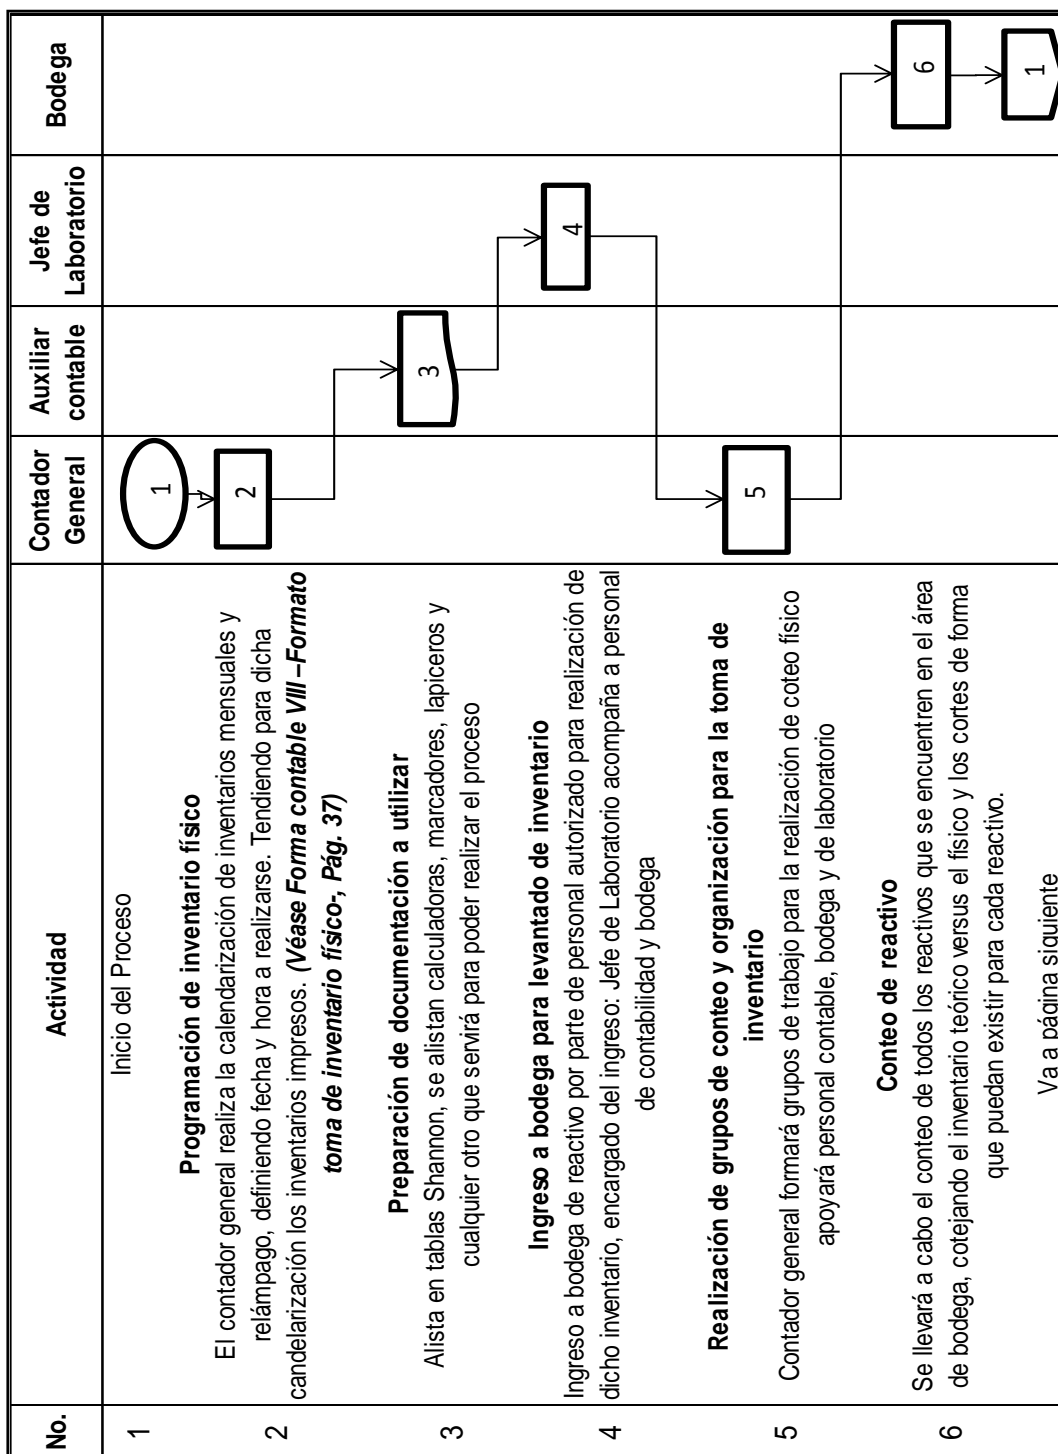 No.
Actividad
Contador
General
Auxiliar
contable
Jefe de
Laboratorio
Bodega
1
Inicio del Proceso
1
2
Programación de inventario físico
El contador general realiza la calendarización de inventarios mensuales y
relámpago, definiendo fecha y hora a realizarse. Tendiendo para dicha
candelarización los inventarios impresos. (Véase Forma contable VIII –Formato
toma de inventario físico-, Pág. 37)
2
3
Preparación de documentación a utilizar
Alista en tablas Shannon, se alistan calculadoras, marcadores, lapiceros y
cualquier otro que servirá para poder realizar el proceso
3
4
Ingreso a bodega para levantado de inventario
Ingreso a bodega de reactivo por parte de personal autorizado para realización de
dicho inventario, encargado del ingreso: Jefe de Laboratorio acompaña a personal
de contabilidad y bodega
4
5
Realización de grupos de conteo y organización para la toma de
inventario
Contador general formará grupos de trabajo para la realización de coteo físico
apoyará personal contable, bodega y de laboratorio
5
6
Conteo de reactivo
Se llevará a cabo el conteo de todos los reactivos que se encuentren en el área
de bodega, cotejando el inventario teórico versus el físico y los cortes de forma
que puedan existir para cada reactivo.
6
Va a página siguiente
1